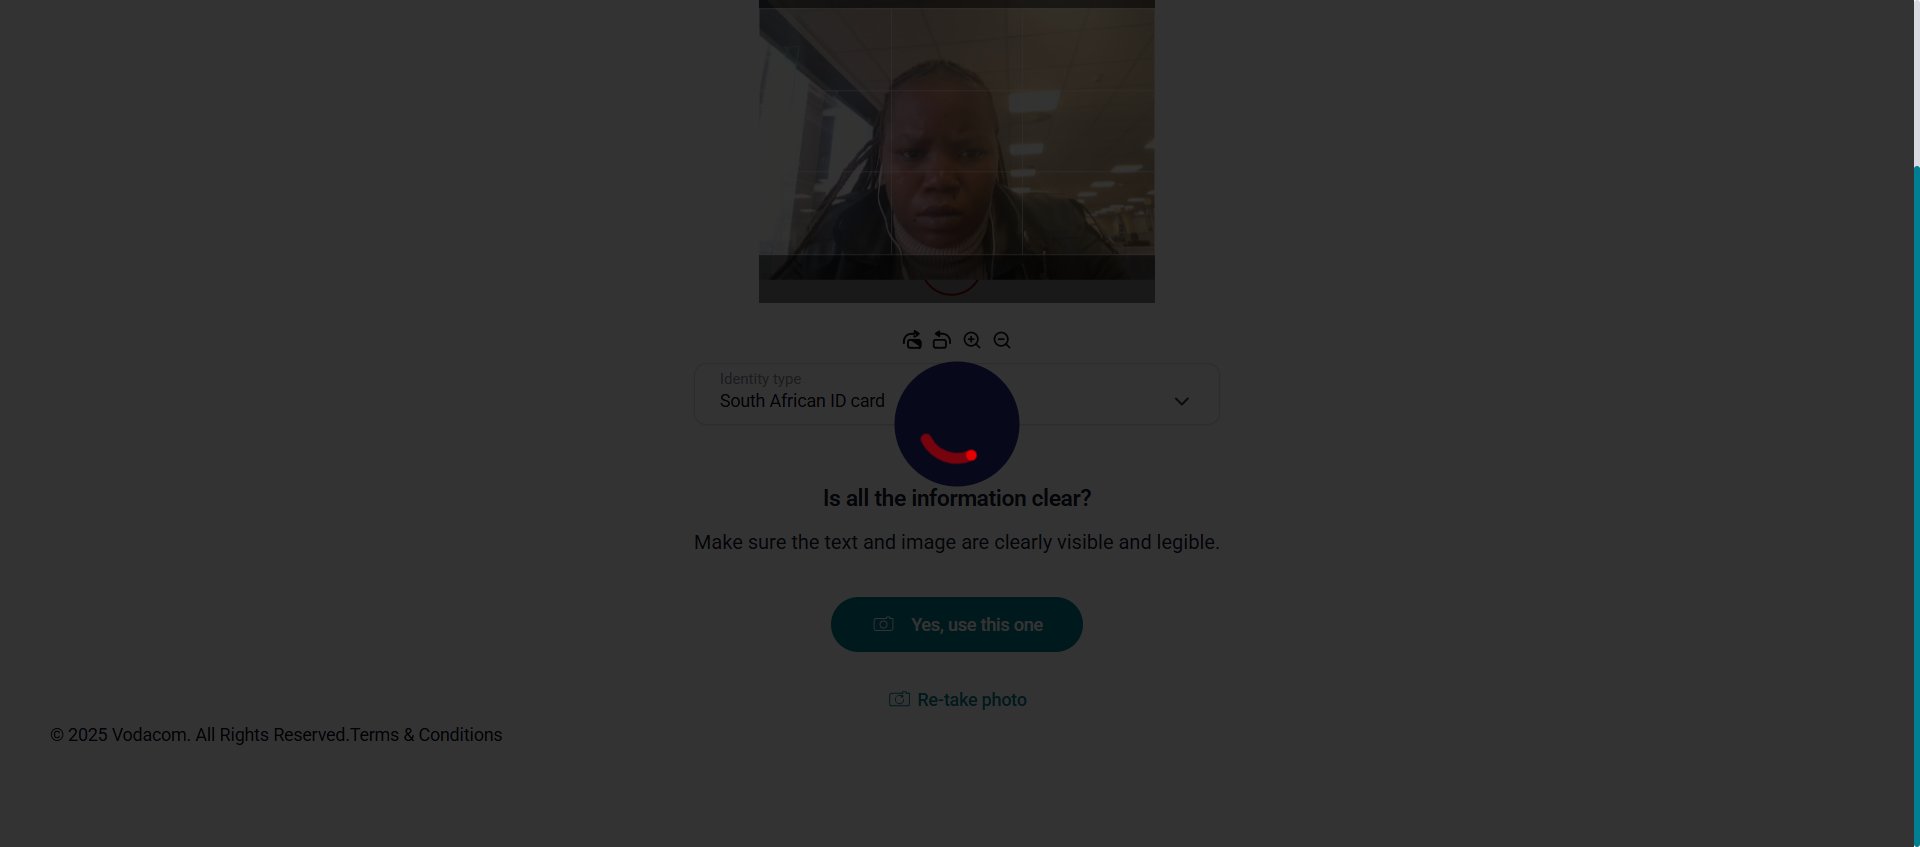 Identity type
South African ID card
Is all the information clear?
Make sure the text and image are clearly visible and legible.
Yes, use this one
Re-take photo
© 2025 Vodacom. All Rights Reserved.Terms & Conditions